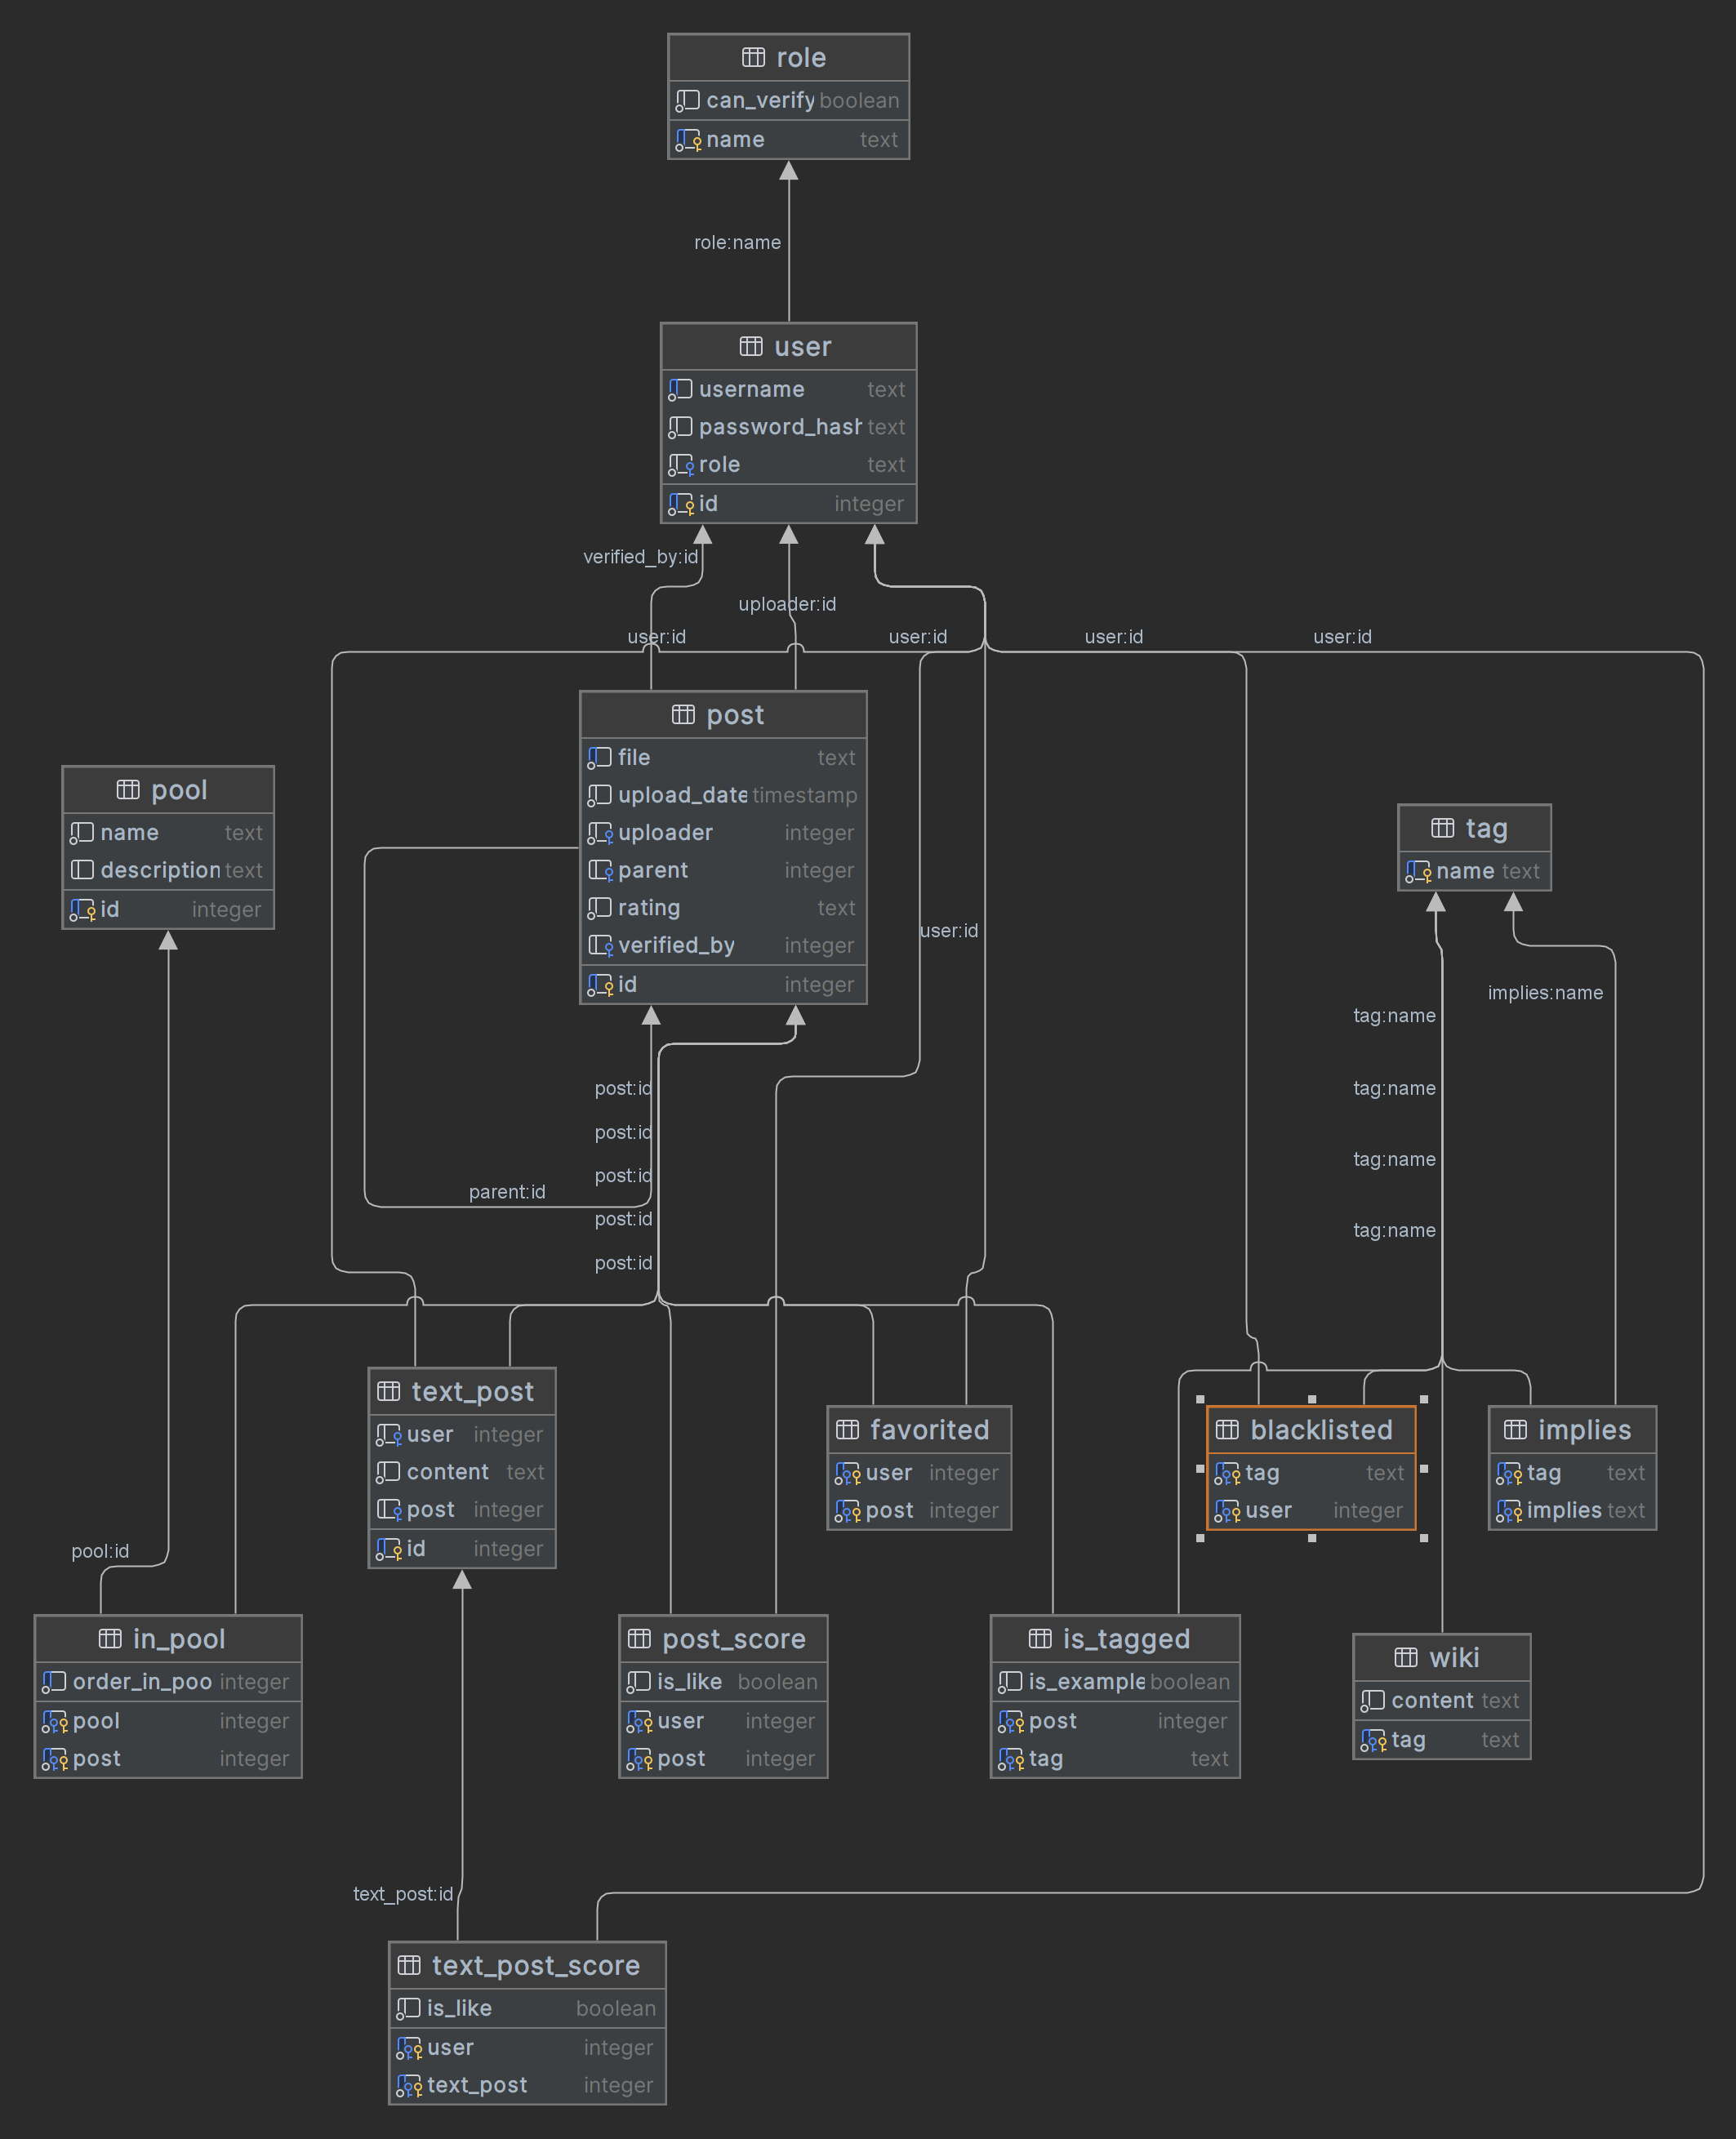 role
can_verify boolean
name text
role:name
user
username text
password_hash text
role text
id integer
verified_by:id
uploader:id
user:id user:id user:id user:id
post
file text
upload_date timestamp
uploader integer
parent integer
rating text
verified_by integer
id integer
pool
name text
description text
id integer
tag
name text
user:id
implies:name
tag:name
tag:name
tag:name
tag:name
post:id
post:id
post:id
post:id
post:id
parent:id
text_post
user integer
content text
post integer
id integer
favorited
user integer
post integer
blacklisted
tag text
user integer
implies
tag text
implies text
pool:id
in_pool
order_in_poo integer
pool integer
post integer
post_score
is_like boolean
user integer
post integer
is_tagged
is_example boolean
post integer
tag text
wiki
content text
tag text
text_post:id
text_post_score
is_like boolean
user integer
text_post integer